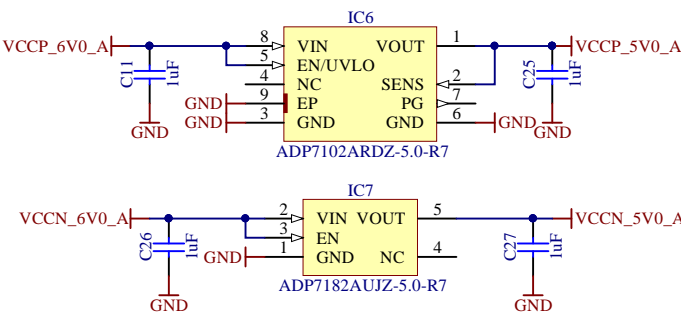 IC6
VCCP_6V0_A
8
VIN
VOUT
1
VCCP_5V0_A
5
EN/UVLO
C11
1uF
4
NC
SENS
2
C25
1uF
GND
9
EP
PG
7
GND
3
GND
GND
6
GND
GND
GND
ADP7102ARDZ-5.0-R7
IC7
VCCN_6V0_A
2
VIN
VOUT
5
VCCN_5V0_A
3
EN
C26
1uF
GND
1
GND
NC
4
C27
1uF
ADP7182AUJZ-5.0-R7
GND
GND